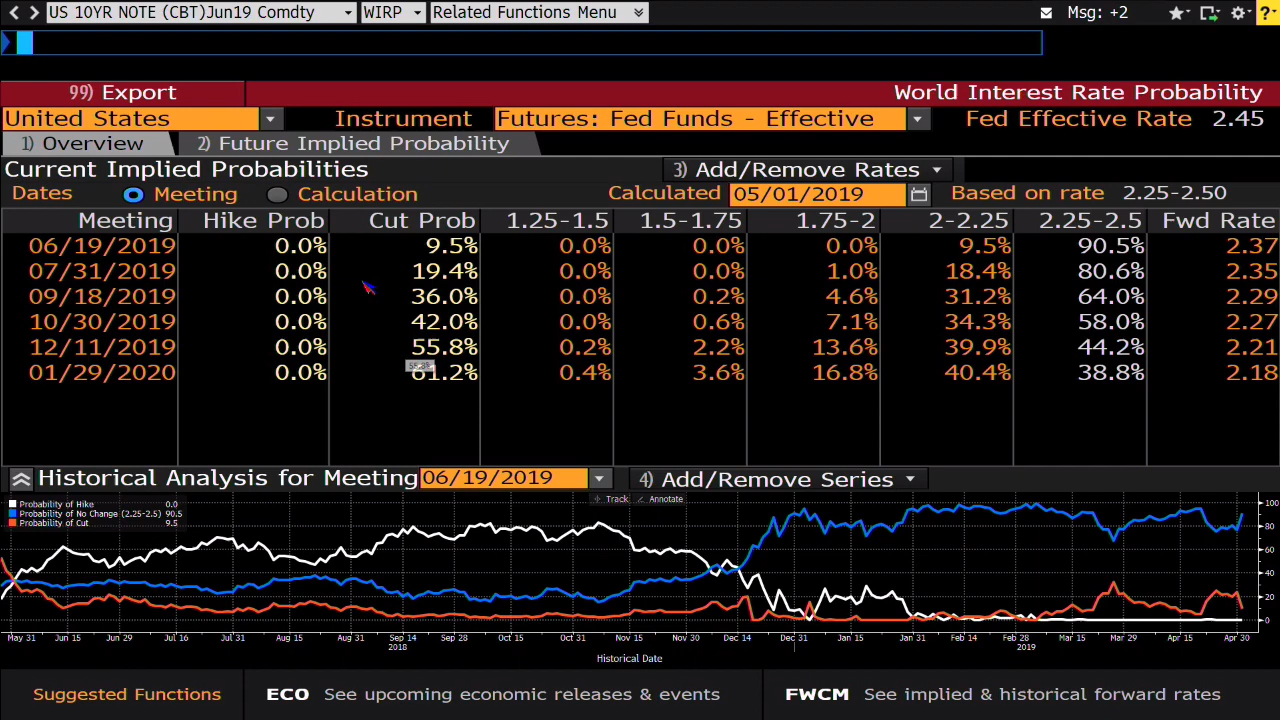 US 10YR NOTE (CBT)Jun19 Comdty WIRP Related Functions Menu Msg: +2 ?
99) Export World Interest Rate Probability
United States Instrument Futures: Fed Funds - Effective Fed Effective Rate 2.45
1) Overview 2) Future Implied Probability
Current Implied Probabilities 3) Add/Remove Rates
Dates Meeting Calculation Calculated 05/01/2019 Based on rate 2.25-2.50
Meeting Hike Prob Cut Prob 1.25-1.5 1.5-1.75 1.75-2 2-2.25 2.25-2.5 Fwd Rate
06/19/2019 0.0% 9.5% 0.0% 0.0% 0.0% 9.5% 90.5% 2.37
07/31/2019 0.0% 19.4% 0.0% 0.0% 1.0% 18.4% 80.6% 2.35
09/18/2019 0.0% 36.0% 0.0% 0.2% 4.6% 31.2% 64.0% 2.29
10/30/2019 0.0% 42.0% 0.0% 0.6% 7.1% 34.3% 58.0% 2.27
12/11/2019 0.0% 55.8% 0.2% 2.2% 13.6% 39.9% 44.2% 2.21
55.8%
01/29/2020 0.0% 61.2% 0.4% 3.6% 16.8% 40.4% 38.8% 2.18
Historical Analysis for Meeting 06/19/2019 4) Add/Remove Series
Track Annotate
Probability of Hike 0.0
Probability of No Change (2.25-2.5) 90.5
Probability of Cut 9.5
100
80
60
40
20
0
May 31 Jun 15 Jun 29 Jul 16 Jul 31 Aug 15 Aug 31 Sep 14 Sep 28 Oct 15 Oct 31 Nov 15 Nov 30 Dec 14 Dec 31 Jan 15 Jan 31 Feb 14 Feb 28 Mar 15 Mar 29 Apr 15 Apr 30
2018 2019
Historical Date
Suggested Functions ECO See upcoming economic releases & events FWCM See implied & historical forward rates